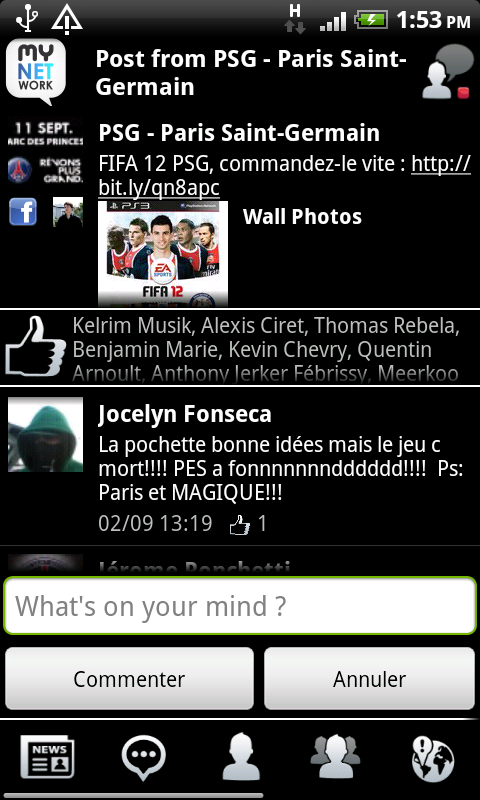 H
1:53 PM
MY
NET
WORK
Post from PSG - Paris Saint-
Germain
11 SEPT.
ARC DES PRINCES
RÊVONS
PLUS
GRAND.
PSG - Paris Saint-Germain
FIFA 12 PSG, commandez-le vite : http://
bit.ly/qn8apc
PS3
EA
SPORTS
FIFA 12
Wall Photos
Kelrim Musik, Alexis Ciret, Thomas Rebela,
Benjamin Marie, Kevin Chevry, Quentin
Arnoult, Anthony Jerker Fébrissy, Meerkoo
Jocelyn Fonseca
La pochette bonne idées mais le jeu c
mort!!!! PES a fonnnnnnndddddd!!!! Ps:
Paris et MAGIQUE!!!
02/09 13:19 1
What's on your mind ?
Commenter
Annuler
NEWS